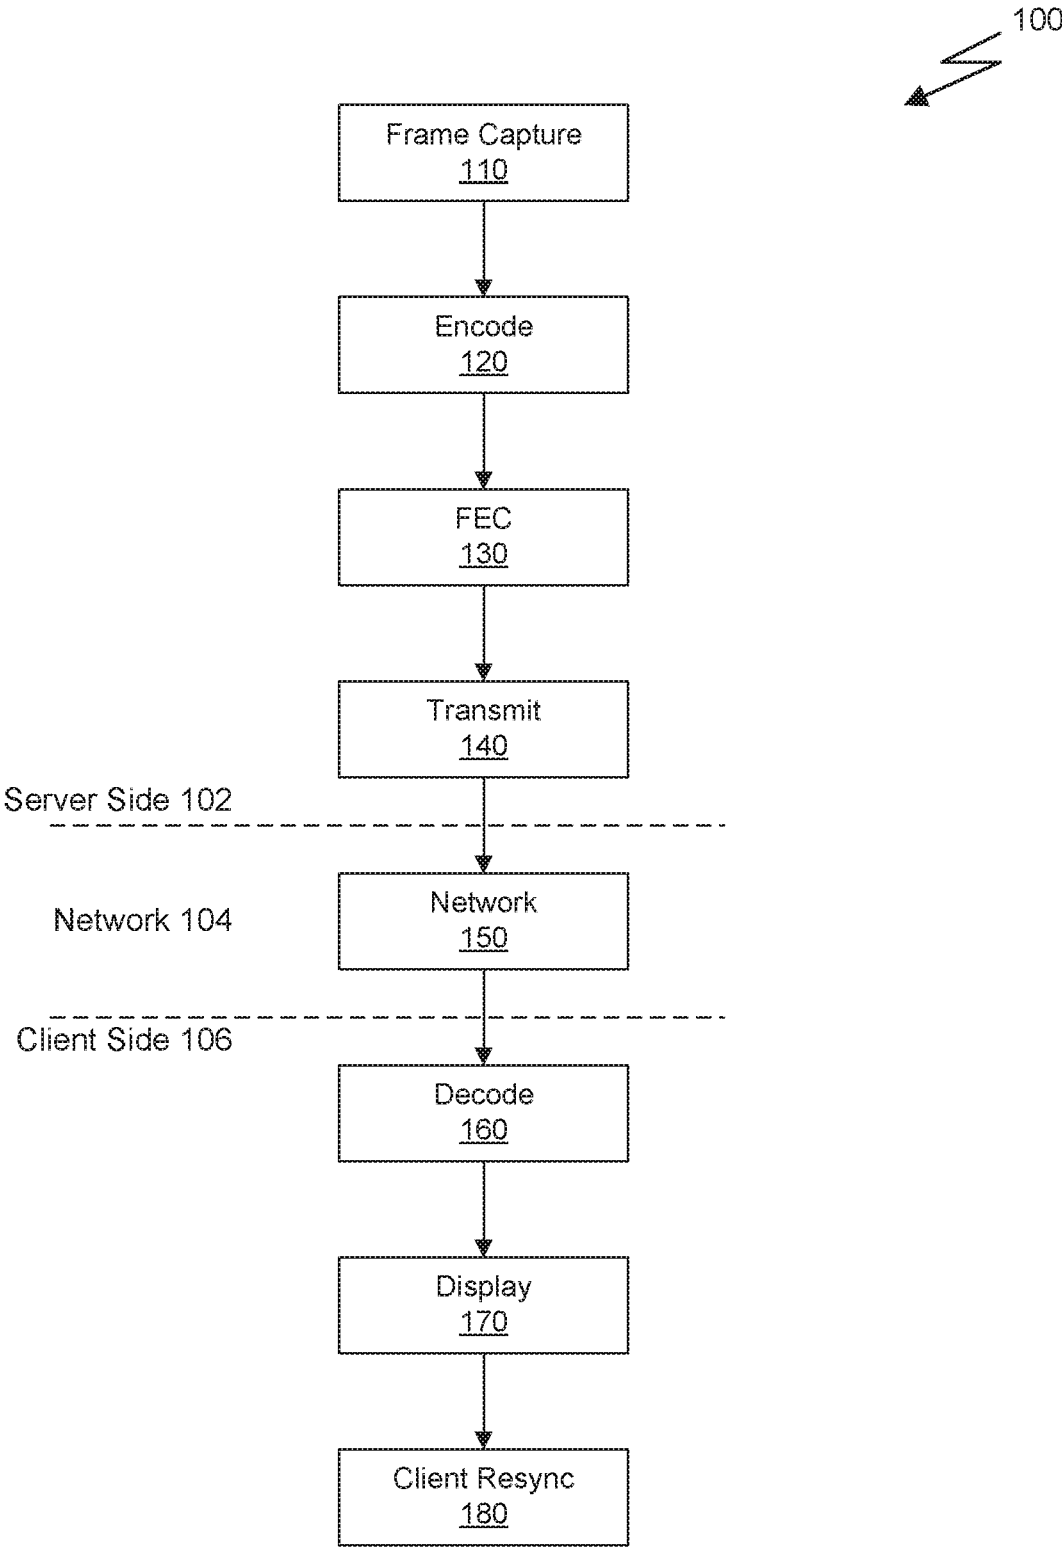 100
Frame Capture
110
Encode
120
FEC
130
Transmit
140
Server Side 102
Network
150
Network 104
Client Side 106
Decode
160
Display
170
Client Resync
180